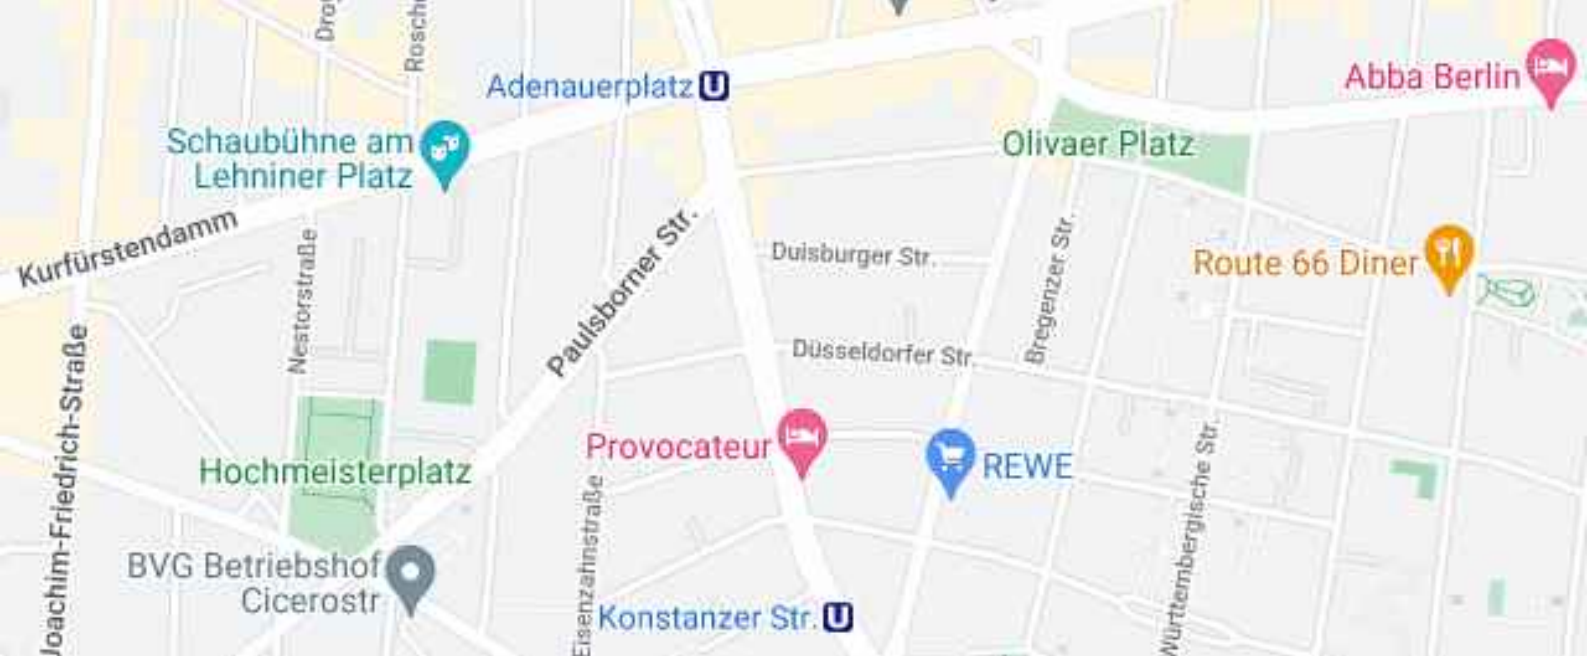 Rosche
Adenauerplatz
U
Abba Berlin
Schaubühne am
Lehniner Platz
Olivaer Platz
Kurfürstendamm
Nestorstraße
Paulsborner Str.
Duisburger Str.
Bregenzer Str.
Route 66 Diner
Joachim-Friedrich-Straße
Düsseldorfer Str.
Provocateur
REWE
Hochmeisterplatz
Württembergische Str.
Eisenzahnstraße
BVG Betriebshof
Cicerostr
Konstanzer Str.
U